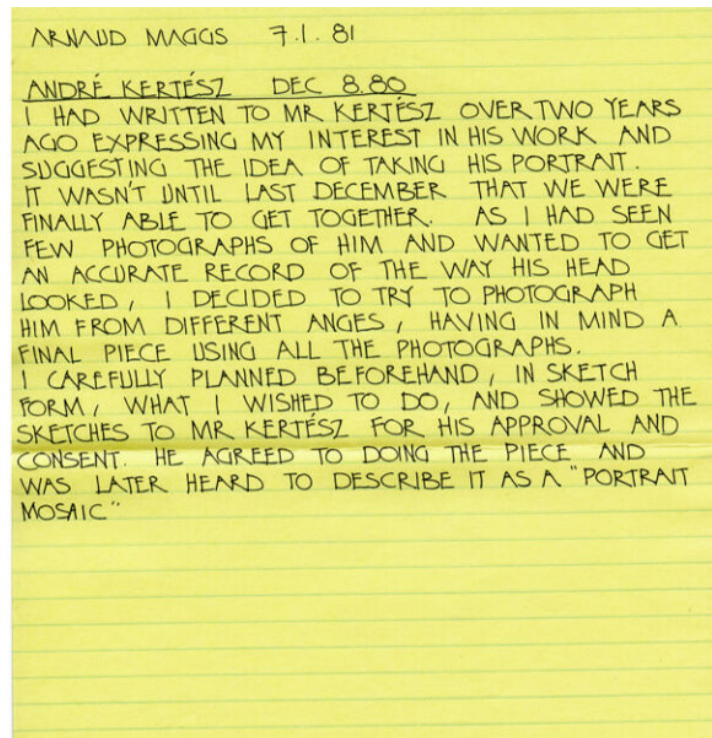 ARNAUD MAGGS 7.1.81
ANDRÉ KERTÉSZ DEC 8.80
I HAD WRITTEN TO MR KERTÉSZ OVER TWO YEARS
AGO EXPRESSING MY INTEREST IN HIS WORK AND
SUGGESTING THE IDEA OF TAKING HIS PORTRAIT.
IT WASN'T UNTIL LAST DECEMBER THAT WE WERE
FINALLY ABLE TO GET TOGETHER. AS I HAD SEEN
FEW PHOTOGRAPHS OF HIM AND WANTED TO GET
AN ACCURATE RECORD OF THE WAY HIS HEAD
LOOKED, I DECIDED TO TRY TO PHOTOGRAPH
HIM FROM DIFFERENT ANGES, HAVING IN MIND A
FINAL PIECE USING ALL THE PHOTOGRAPHS.
I CAREFULLY PLANNED BEFOREHAND, IN SKETCH
FORM, WHAT I WISHED TO DO, AND SHOWED THE
SKETCHES TO MR KERTÉSZ FOR HIS APPROVAL AND
CONSENT. HE AGREED TO DOING THE PIECE AND
WAS LATER HEARD TO DESCRIBE IT AS A "PORTRAIT
MOSAIC"